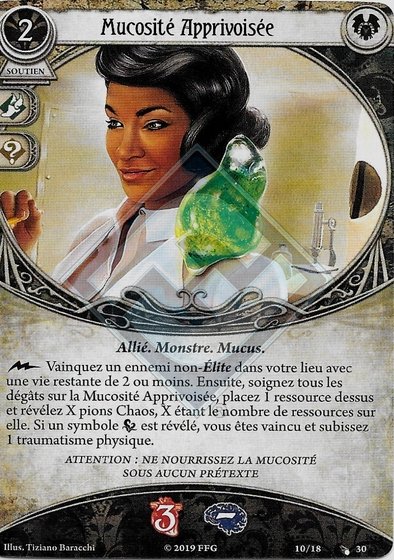 2
Mucosité Apprivoisée
SOUTIEN
?
Allié. Monstre. Mucus.
Vainquez un ennemi non-Élite dans votre lieu avec
une vie restante de 2 ou moins. Ensuite, soignez tous les
dégâts sur la Mucosité Apprivoisée, placez 1 ressource dessus
et révélez X pions Chaos, X étant le nombre de ressources sur
elle. Si un symbole est révélé, vous êtes vaincu et subissez
1 traumatisme physique.
ATTENTION : NE NOURRISSEZ LA MUCOSITÉ
SOUS AUCUN PRÉTEXTE
3
–
Illus. Tiziano Baracchi
© 2019 FFG
10/18
30